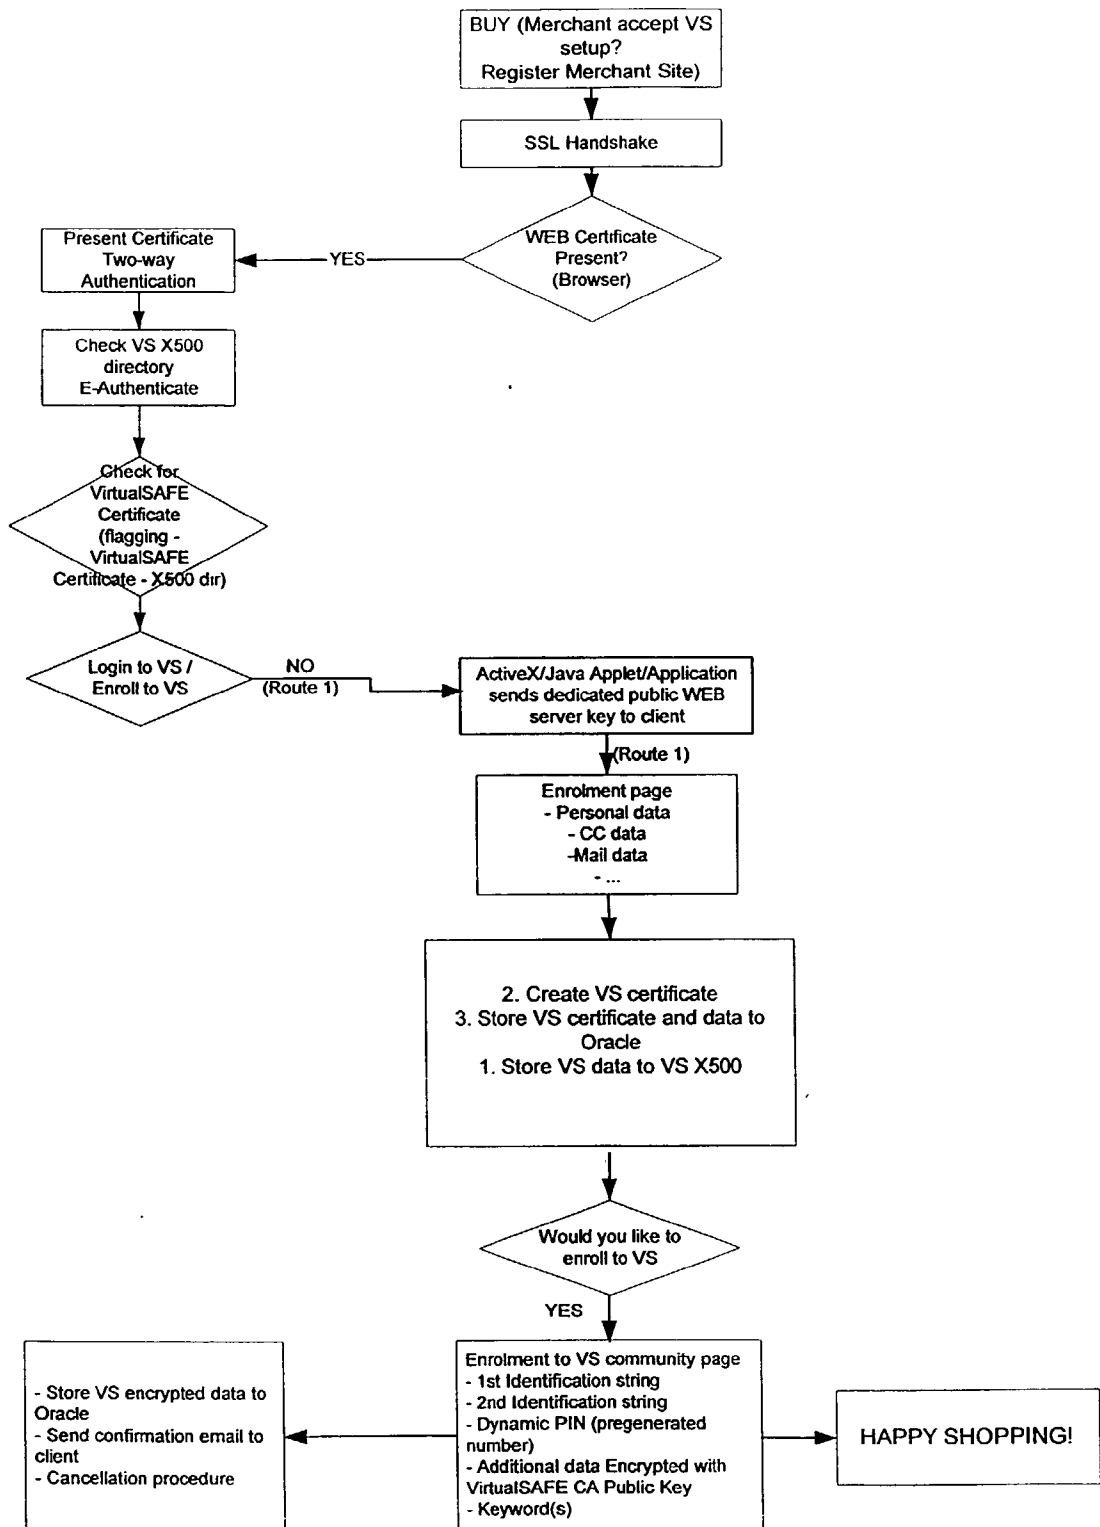 BUY (Merchant accept VS
setup?
Register Merchant Site)
SSL Handshake
WEB Certificate
Present?
(Browser)
YES
Present Certificate
Two-way
Authentication
Check VS X500
directory
E-Authenticate
Check for
VirtualSAFE
Certificate
(flagging -
VirtualSAFE
Certificate - X500 dir)
Login to VS /
Enroll to VS
NO
(Route 1)
ActiveX/Java Applet/Application
sends dedicated public WEB
server key to client
(Route 1)
Enrolment page
- Personal data
- CC data
-Mail data
- ...
2. Create VS certificate
3. Store VS certificate and data to
Oracle
1. Store VS data to VS X500
Would you like to
enroll to VS
YES
Enrolment to VS community page
- 1st Identification string
- 2nd Identification string
- Dynamic PIN (pregenerated
number)
- Additional data Encrypted with
VirtualSAFE CA Public Key
- Keyword(s)
- Store VS encrypted data to
Oracle
- Send confirmation email to
client
- Cancellation procedure
HAPPY SHOPPING!